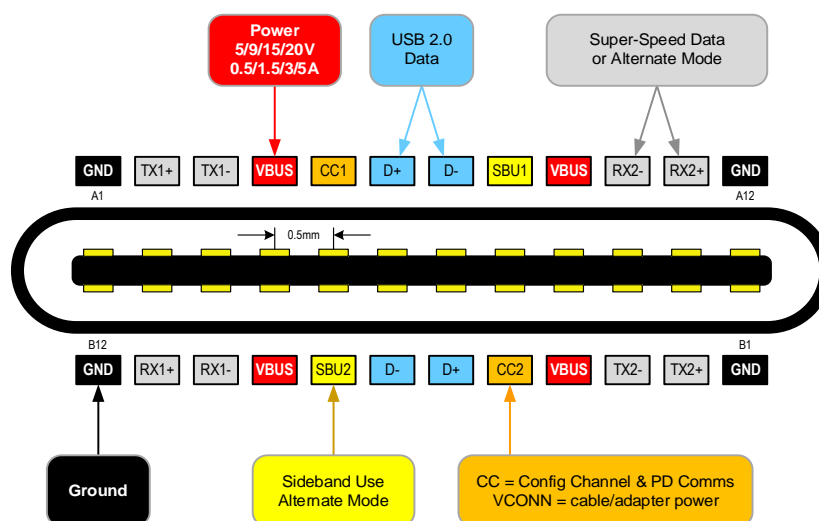 Power
5/9/15/20V
0.5/1.5/3/5A
USB 2.0
Data
Super-Speed Data
or Alternate Mode
GND TX1+ TX1- VBUS CC1 D+ D- SBU1 VBUS RX2- RX2+ GND
A1 A12
0.5mm
B12 B1
GND RX1+ RX1- VBUS SBU2 D- D+ CC2 VBUS TX2- TX2+ GND
Ground
Sideband Use
Alternate Mode
CC = Config Channel & PD Comms
VCONN = cable/adapter power